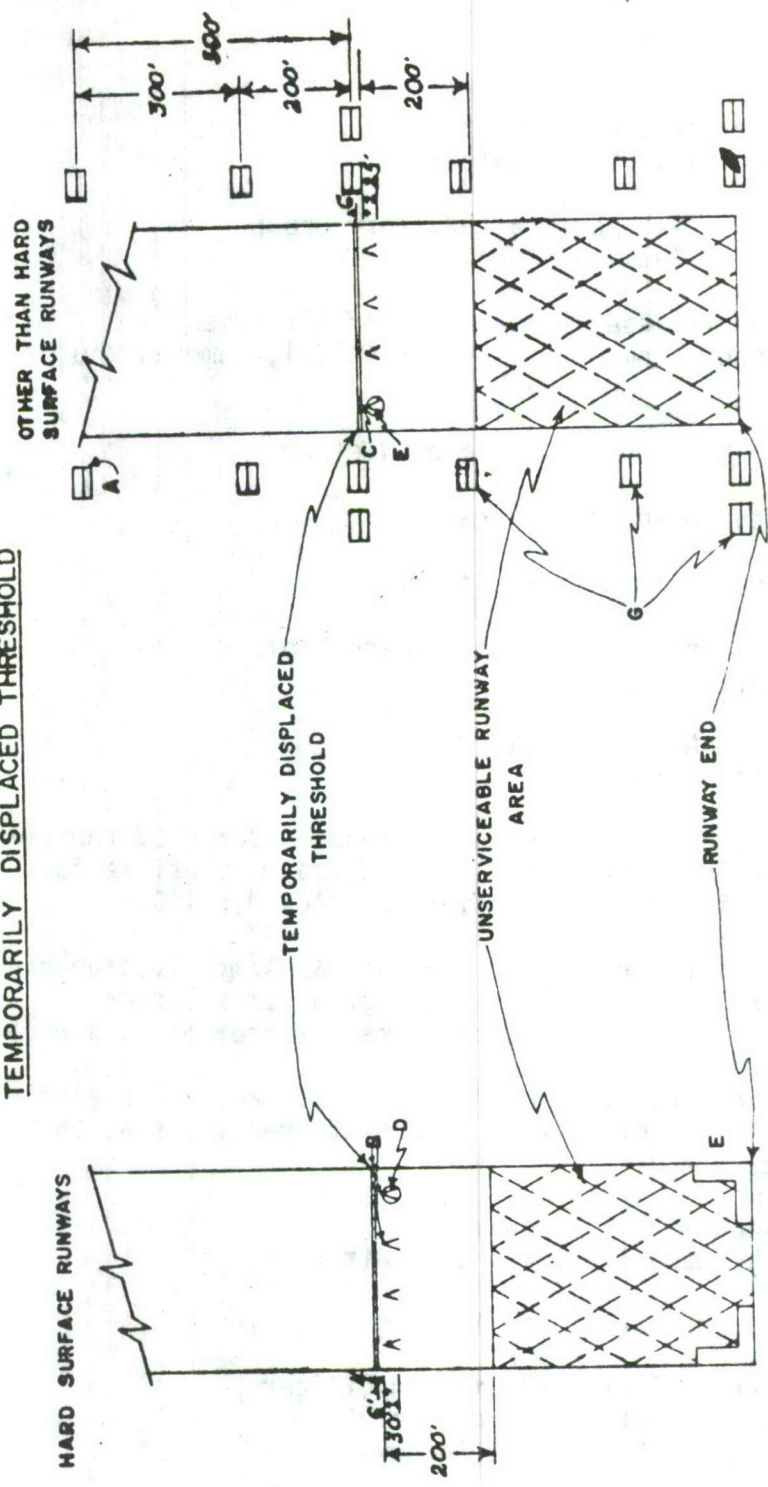 TEMPORARILY DISPLACED THRESHOLD
HARD SURFACE RUNWAYS
OTHER THAN HARD
SURFACE RUNWAYS
A
300'
500'
200'
200'
TEMPORARILY DISPLACED
THRESHOLD
B
D
C
E
6'
30'
200'
UNSERVICEABLE RUNWAY
AREA
G
RUNWAY END
E